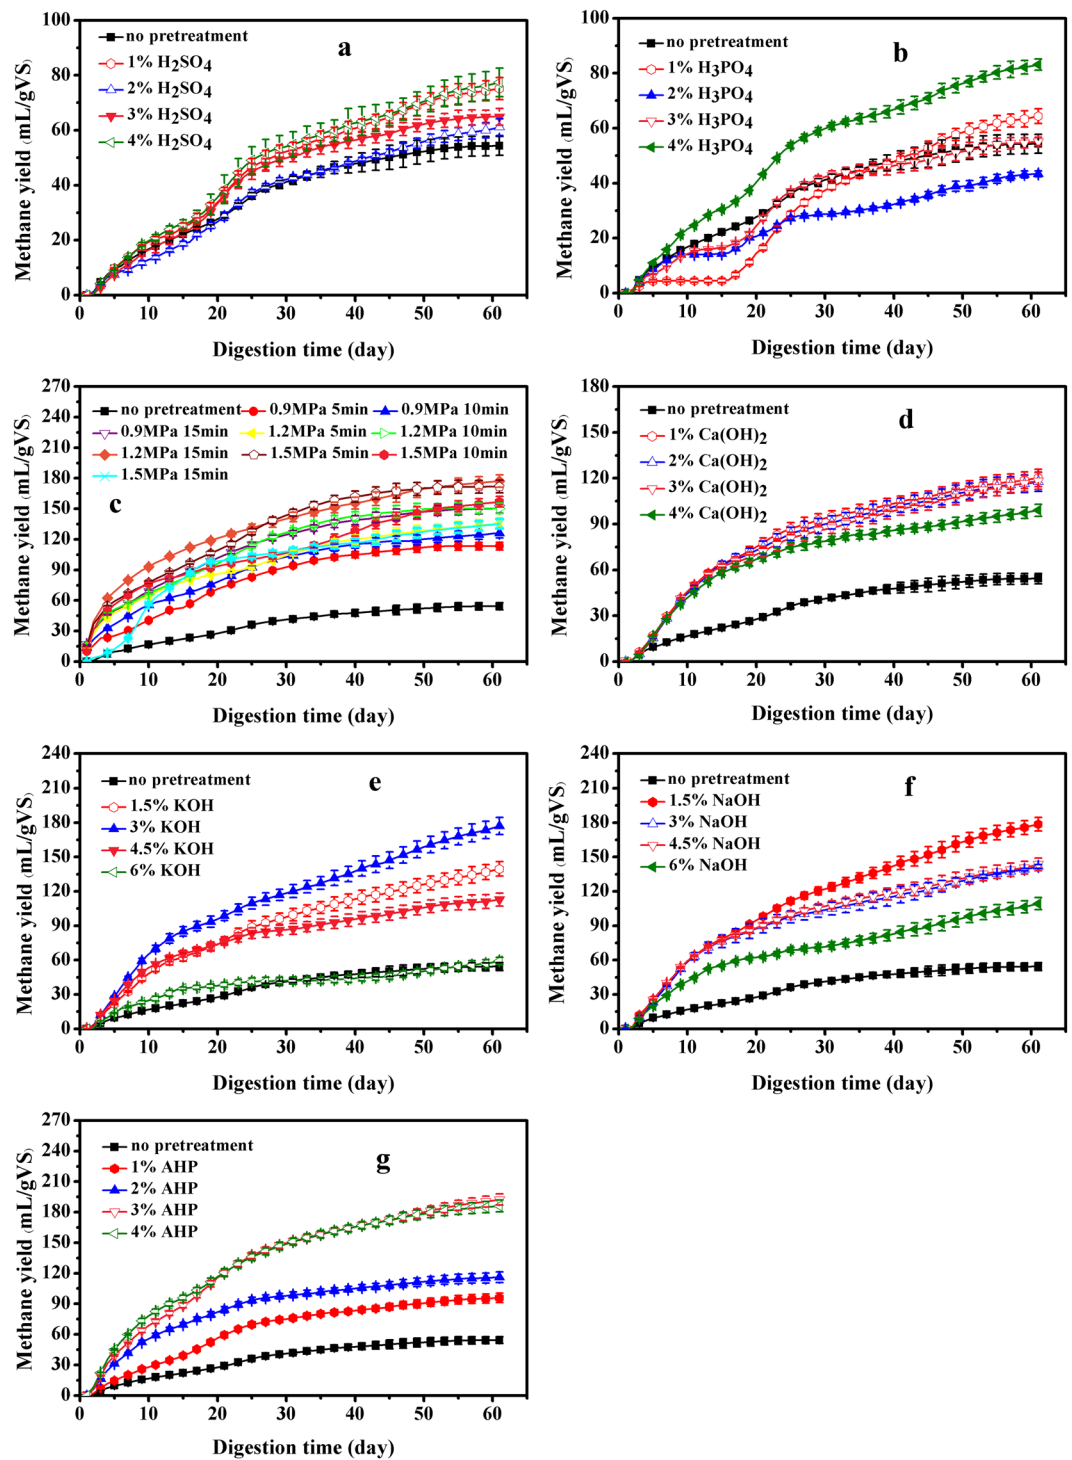 a
no pretreatment
1% H2SO4
2% H2SO4
3% H2SO4
4% H2SO4
Methane yield (mL/gVS)
100
80
60
40
20
0
0 10 20 30 40 50 60
Digestion time (day)
b
no pretreatment
1% H3PO4
2% H3PO4
3% H3PO4
4% H3PO4
Methane yield (mL/gVS)
100
80
60
40
20
0
0 10 20 30 40 50 60
Digestion time (day)
c
no pretreatment 0.9MPa 5min 0.9MPa 10min
0.9MPa 15min 1.2MPa 5min 1.2MPa 10min
1.2MPa 15min 1.5MPa 5min 1.5MPa 10min
1.5MPa 15min
Methane yield (mL/gVS)
270
240
210
180
150
120
90
60
30
0
0 10 20 30 40 50 60
Digestion time (day)
d
no pretreatment
1% Ca(OH)2
2% Ca(OH)2
3% Ca(OH)2
4% Ca(OH)2
Methane yield (mL/gVS)
180
150
120
90
60
30
0
0 10 20 30 40 50 60
Digestion time (day)
e
no pretreatment
1.5% KOH
3% KOH
4.5% KOH
6% KOH
Methane yield (mL/gVS)
240
210
180
150
120
90
60
30
0
0 10 20 30 40 50 60
Digestion time (day)
f
no pretreatment
1.5% NaOH
3% NaOH
4.5% NaOH
6% NaOH
Methane yield (mL/gVS)
240
210
180
150
120
90
60
30
0
0 10 20 30 40 50 60
Digestion time (day)
g
no pretreatment
1% AHP
2% AHP
3% AHP
4% AHP
Methane yield (mL/gVS)
270
240
210
180
150
120
90
60
30
0
0 10 20 30 40 50 60
Digestion time (day)